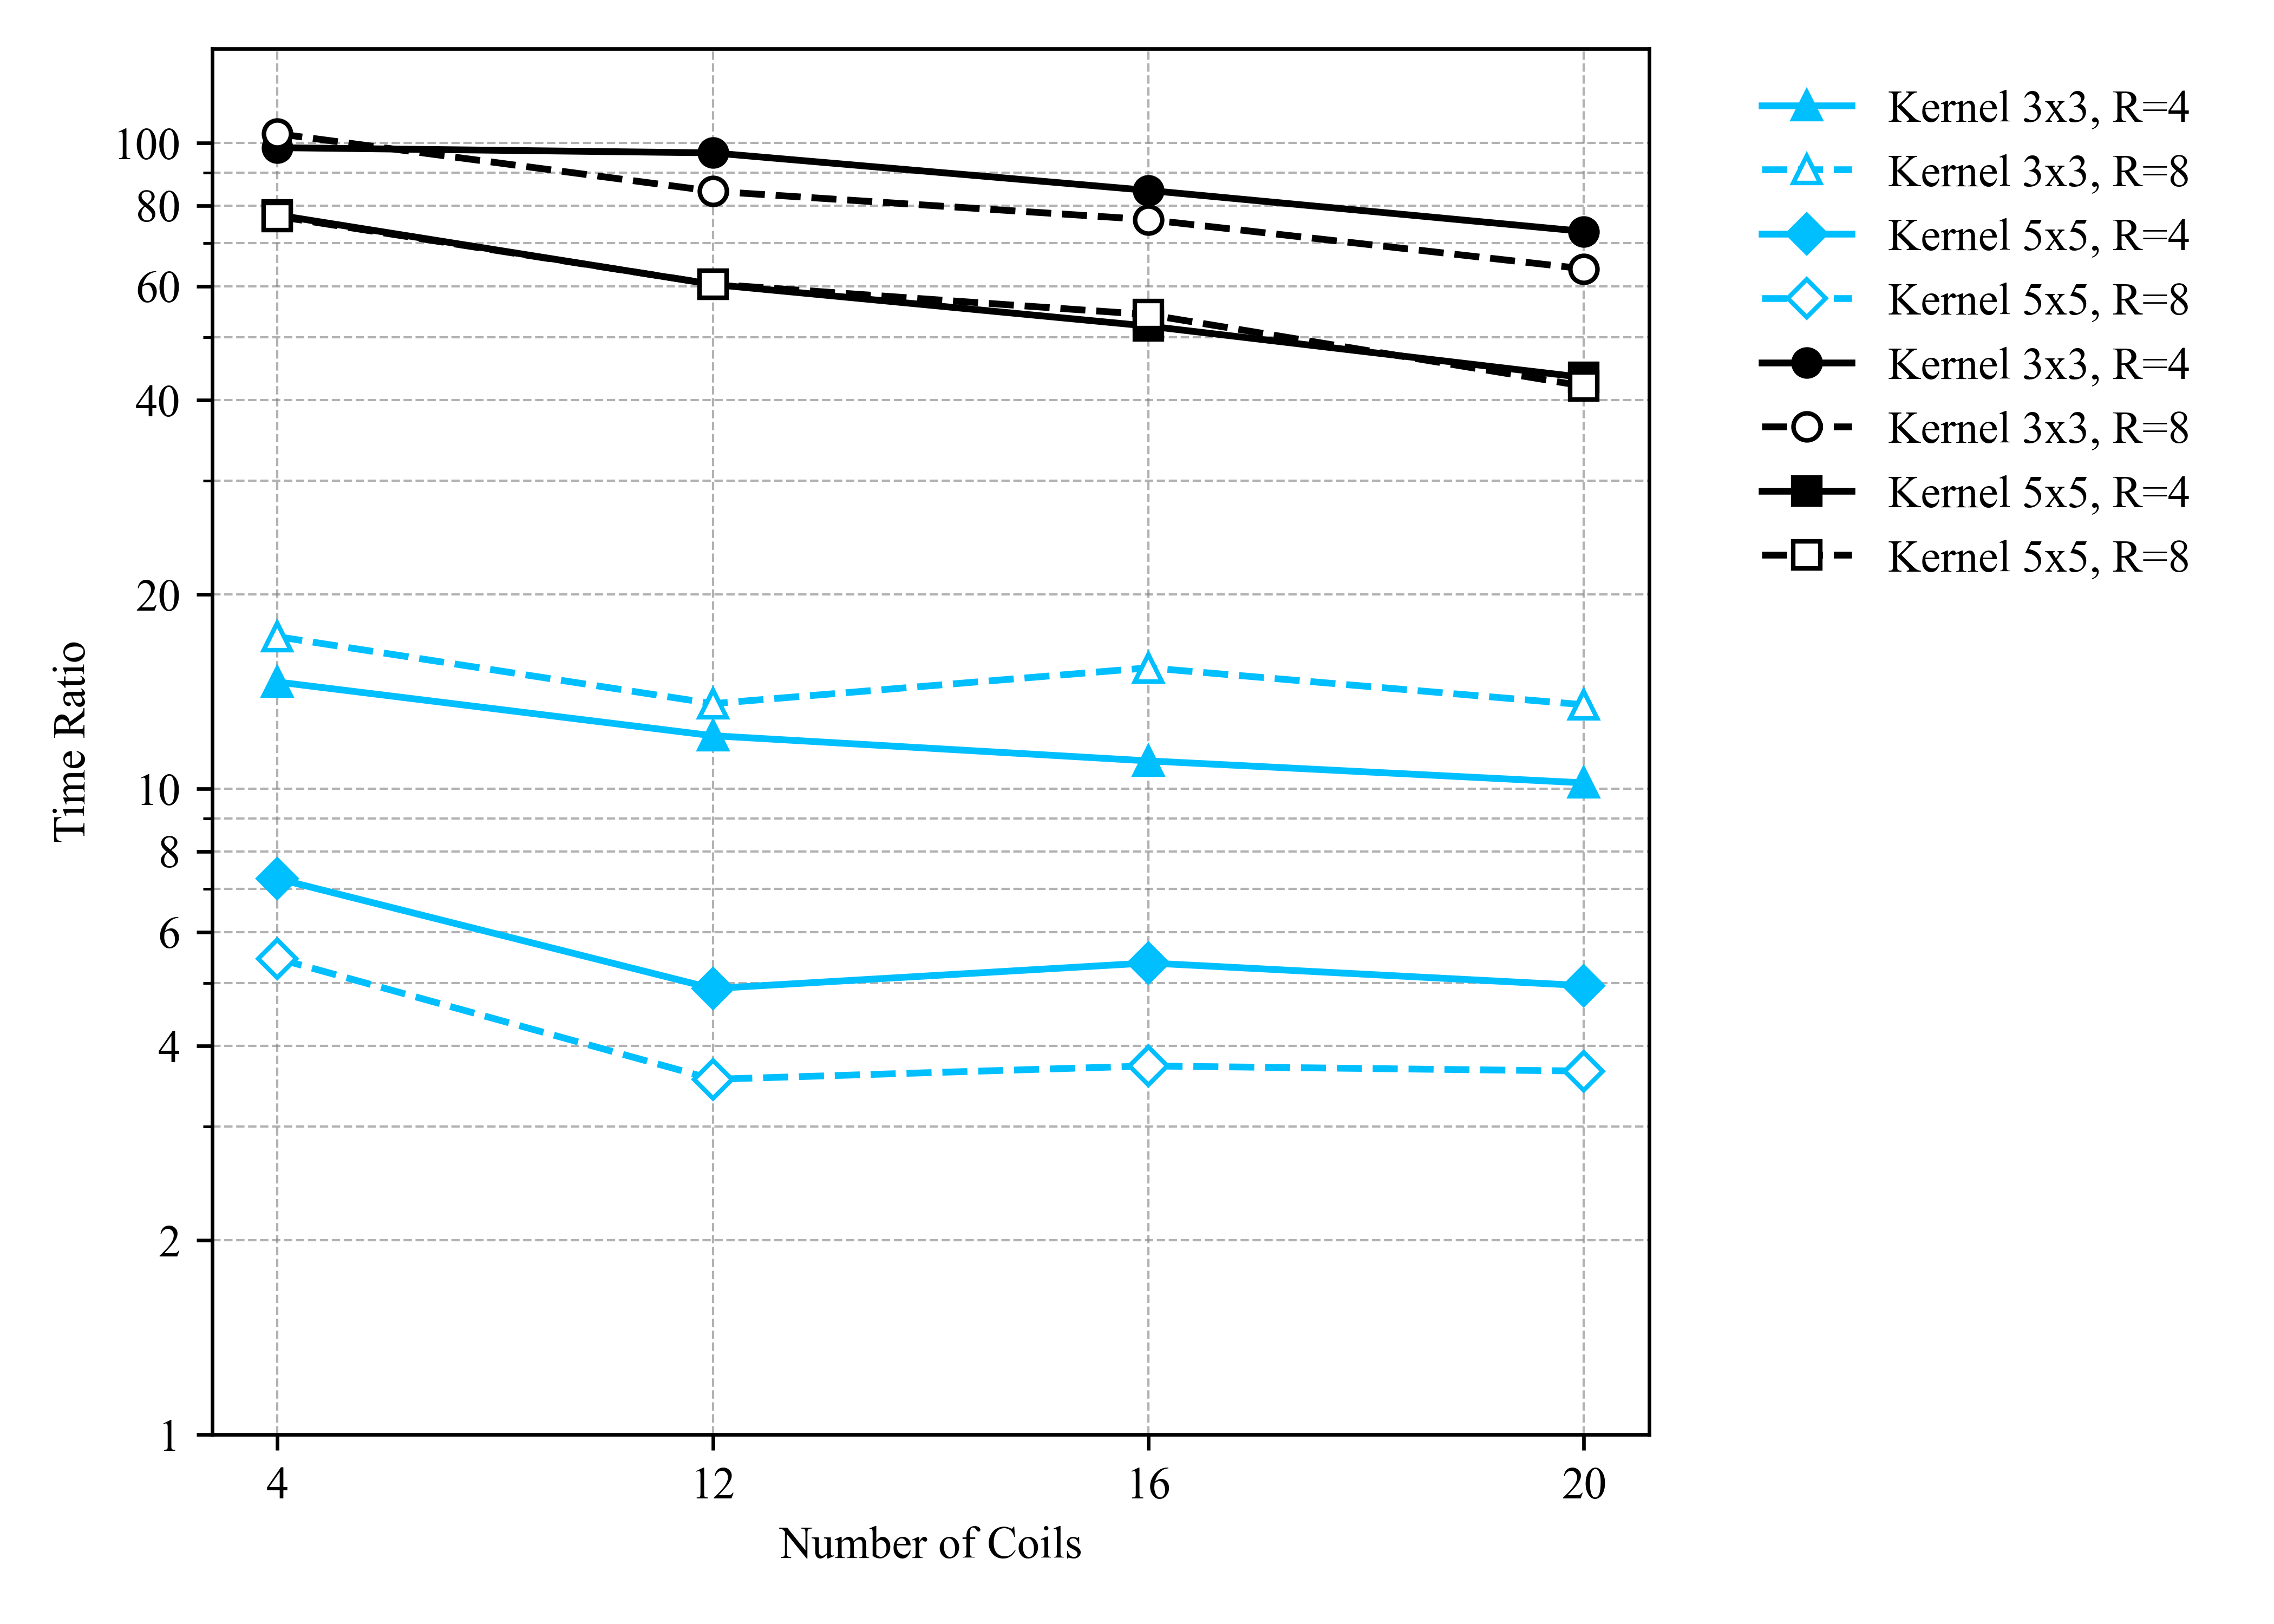 100
80
60
40
20
10
8
6
4
2
1
Time Ratio
4 12 16 20
Number of Coils
Kernel 3x3, R=4
Kernel 3x3, R=8
Kernel 5x5, R=4
Kernel 5x5, R=8
Kernel 3x3, R=4
Kernel 3x3, R=8
Kernel 5x5, R=4
Kernel 5x5, R=8